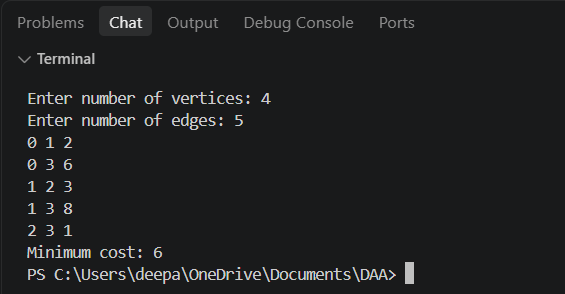 Problems Chat Output Debug Console Ports
Terminal
Enter number of vertices: 4
Enter number of edges: 5
0 1 2
0 3 6
1 2 3
1 3 8
2 3 1
Minimum cost: 6
PS C:\Users\deepa\OneDrive\Documents\DAA>